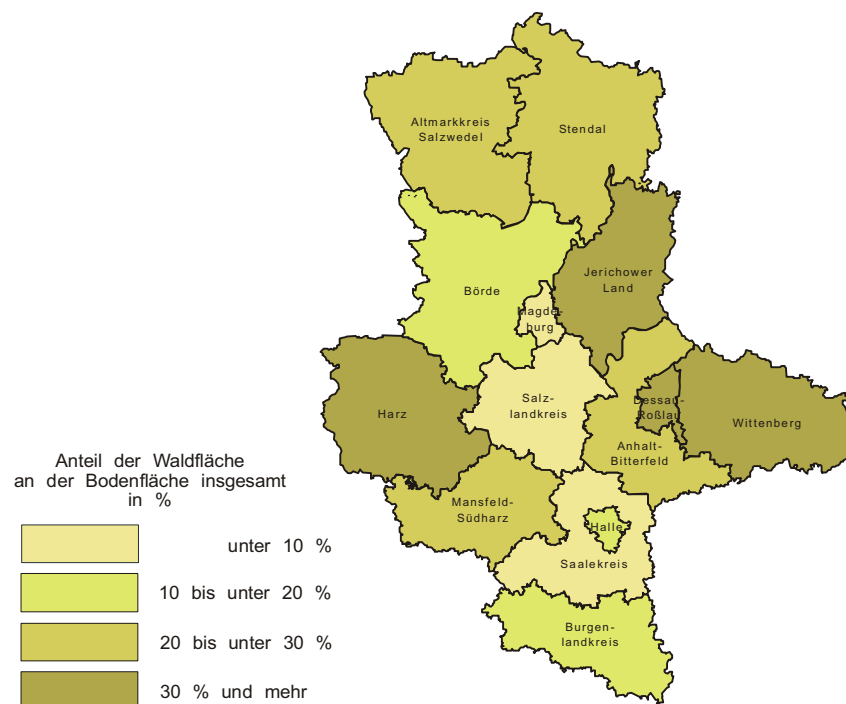 Altmarkkreis
Salzwedel
Stendal
Jerichower
Land
Börde
Magde-
burg
Salz-
landkreis
Harz
Dessau-
Roßlau
Wittenberg
Anhalt-
Bitterfeld
Mansfeld-
Südharz
Halle
Saalekreis
Burgen-
landkreis
Anteil der Waldfläche
an der Bodenfläche insgesamt
in %
unter 10 %
10 bis unter 20 %
20 bis unter 30 %
30 % und mehr